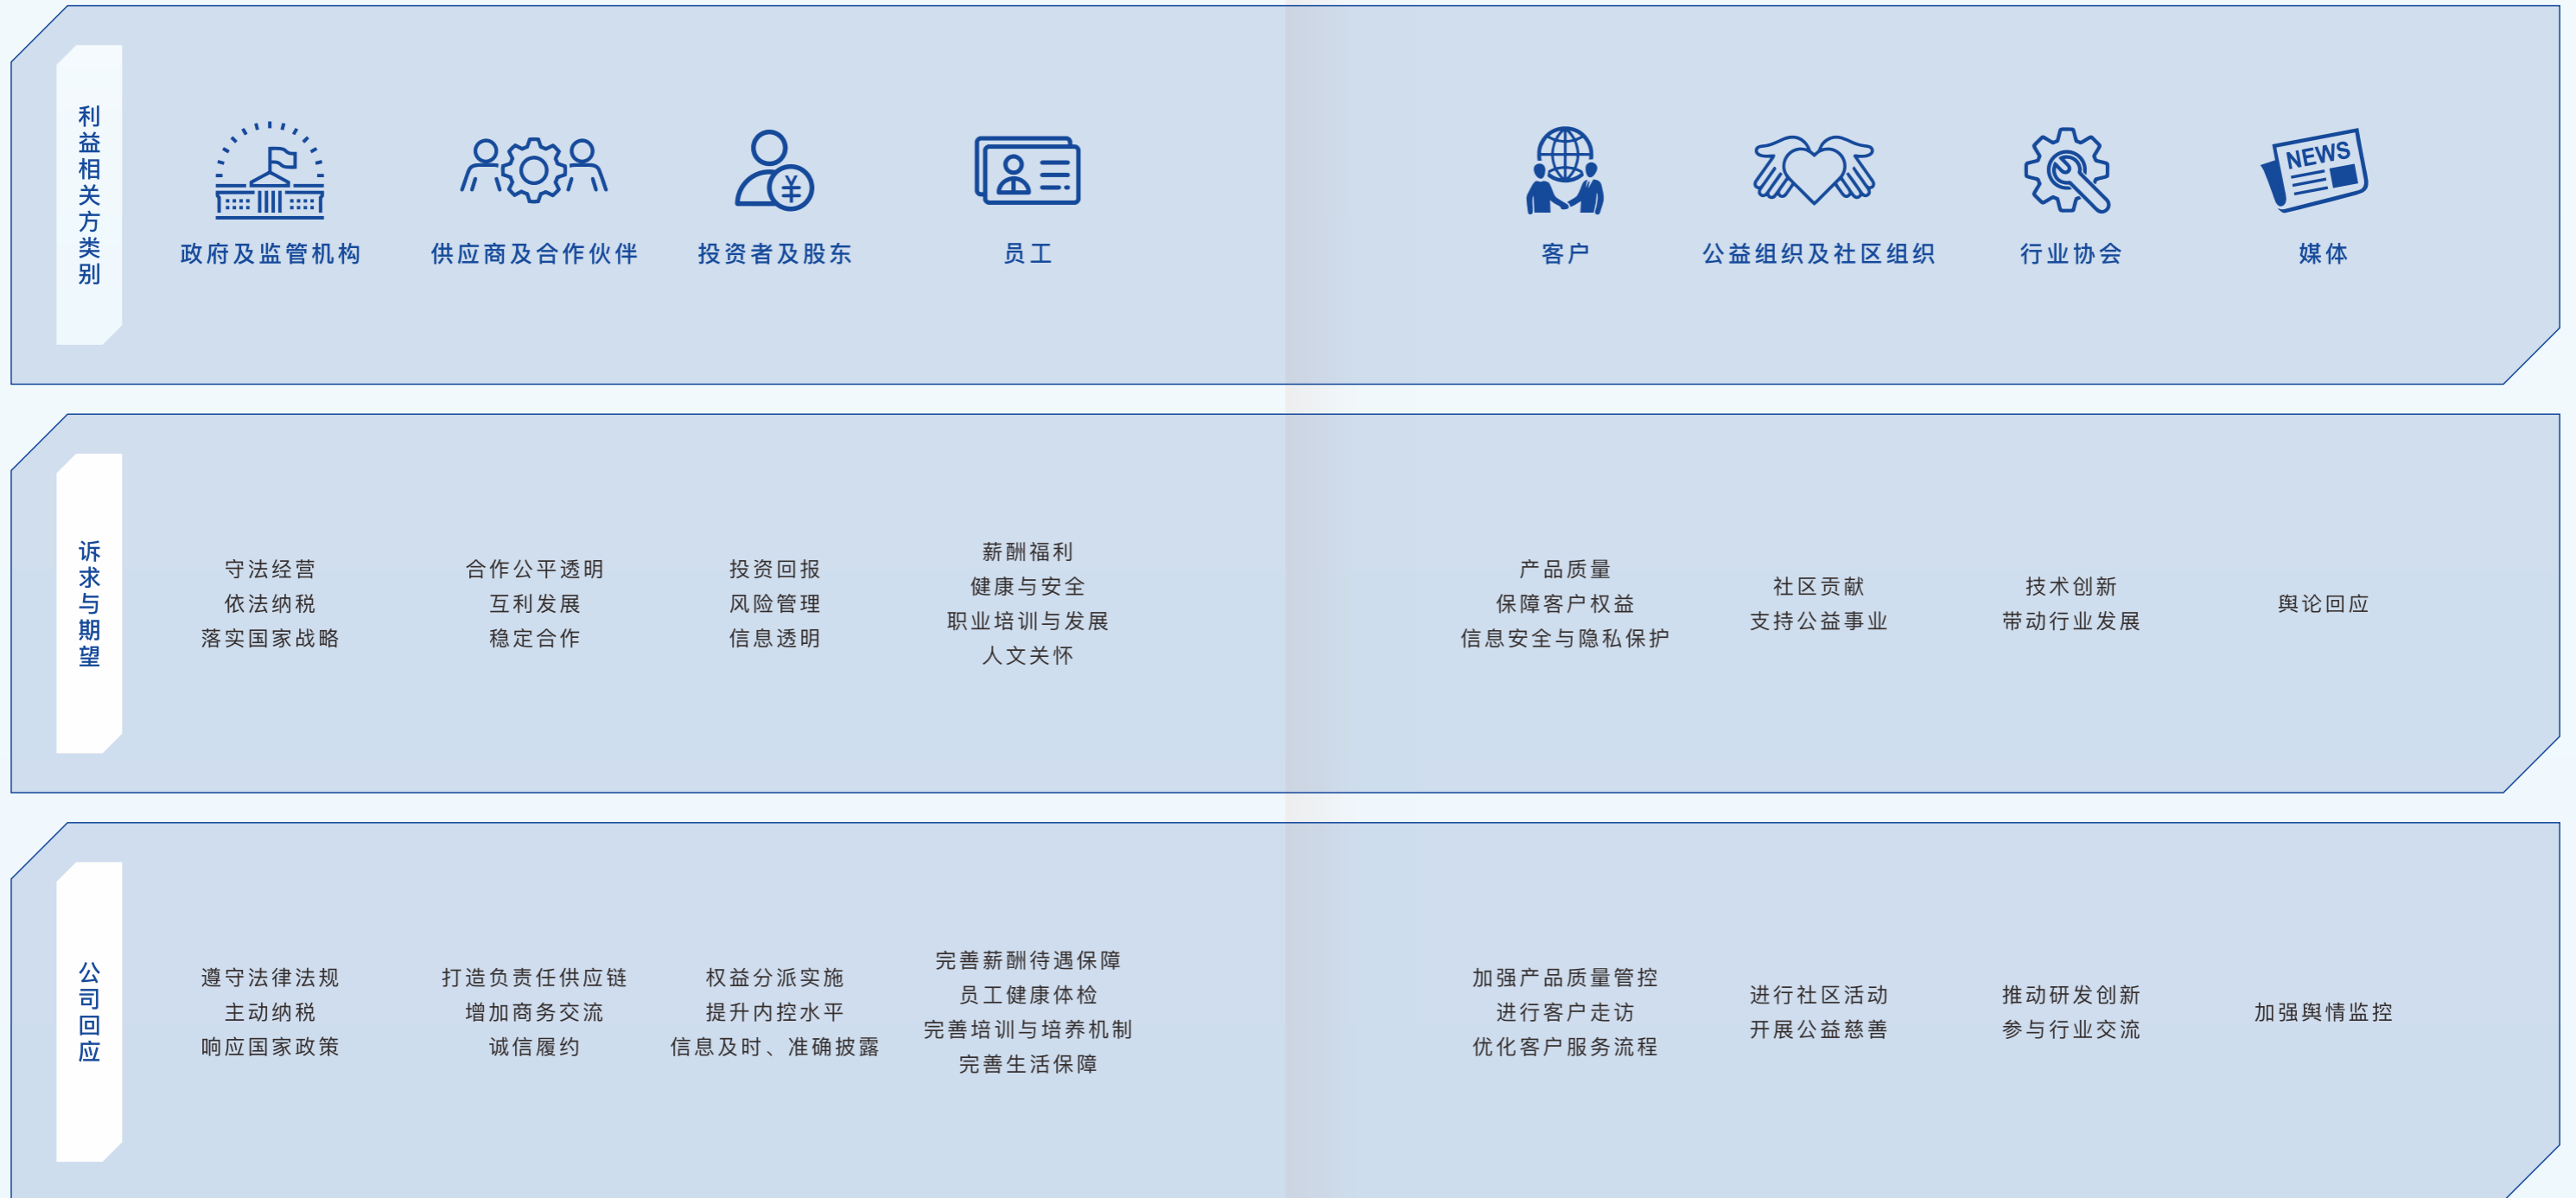 利益相关方类别
NEWS
政府及监管机构
供应商及合作伙伴
投资者及股东
员工
客户
公益组织及社区组织
行业协会
媒体
诉求与期望
守法经营
依法纳税
落实国家战略
合作公平透明
互利发展
稳定合作
投资回报
风险管理
信息透明
薪酬福利
健康与安全
职业培训与发展
人文关怀
产品质量
保障客户权益
信息安全与隐私保护
社区贡献
支持公益事业
技术创新
带动行业发展
舆论回应
公司回应
遵守法律法规
主动纳税
响应国家政策
打造负责任供应链
增加商务交流
诚信履约
权益分派实施
提升内控水平
信息及时、准确披露
完善薪酬待遇保障
员工健康体检
完善培训与培养机制
完善生活保障
加强产品质量管控
进行客户走访
优化客户服务流程
进行社区活动
开展公益慈善
推动研发创新
参与行业交流
加强舆情监控